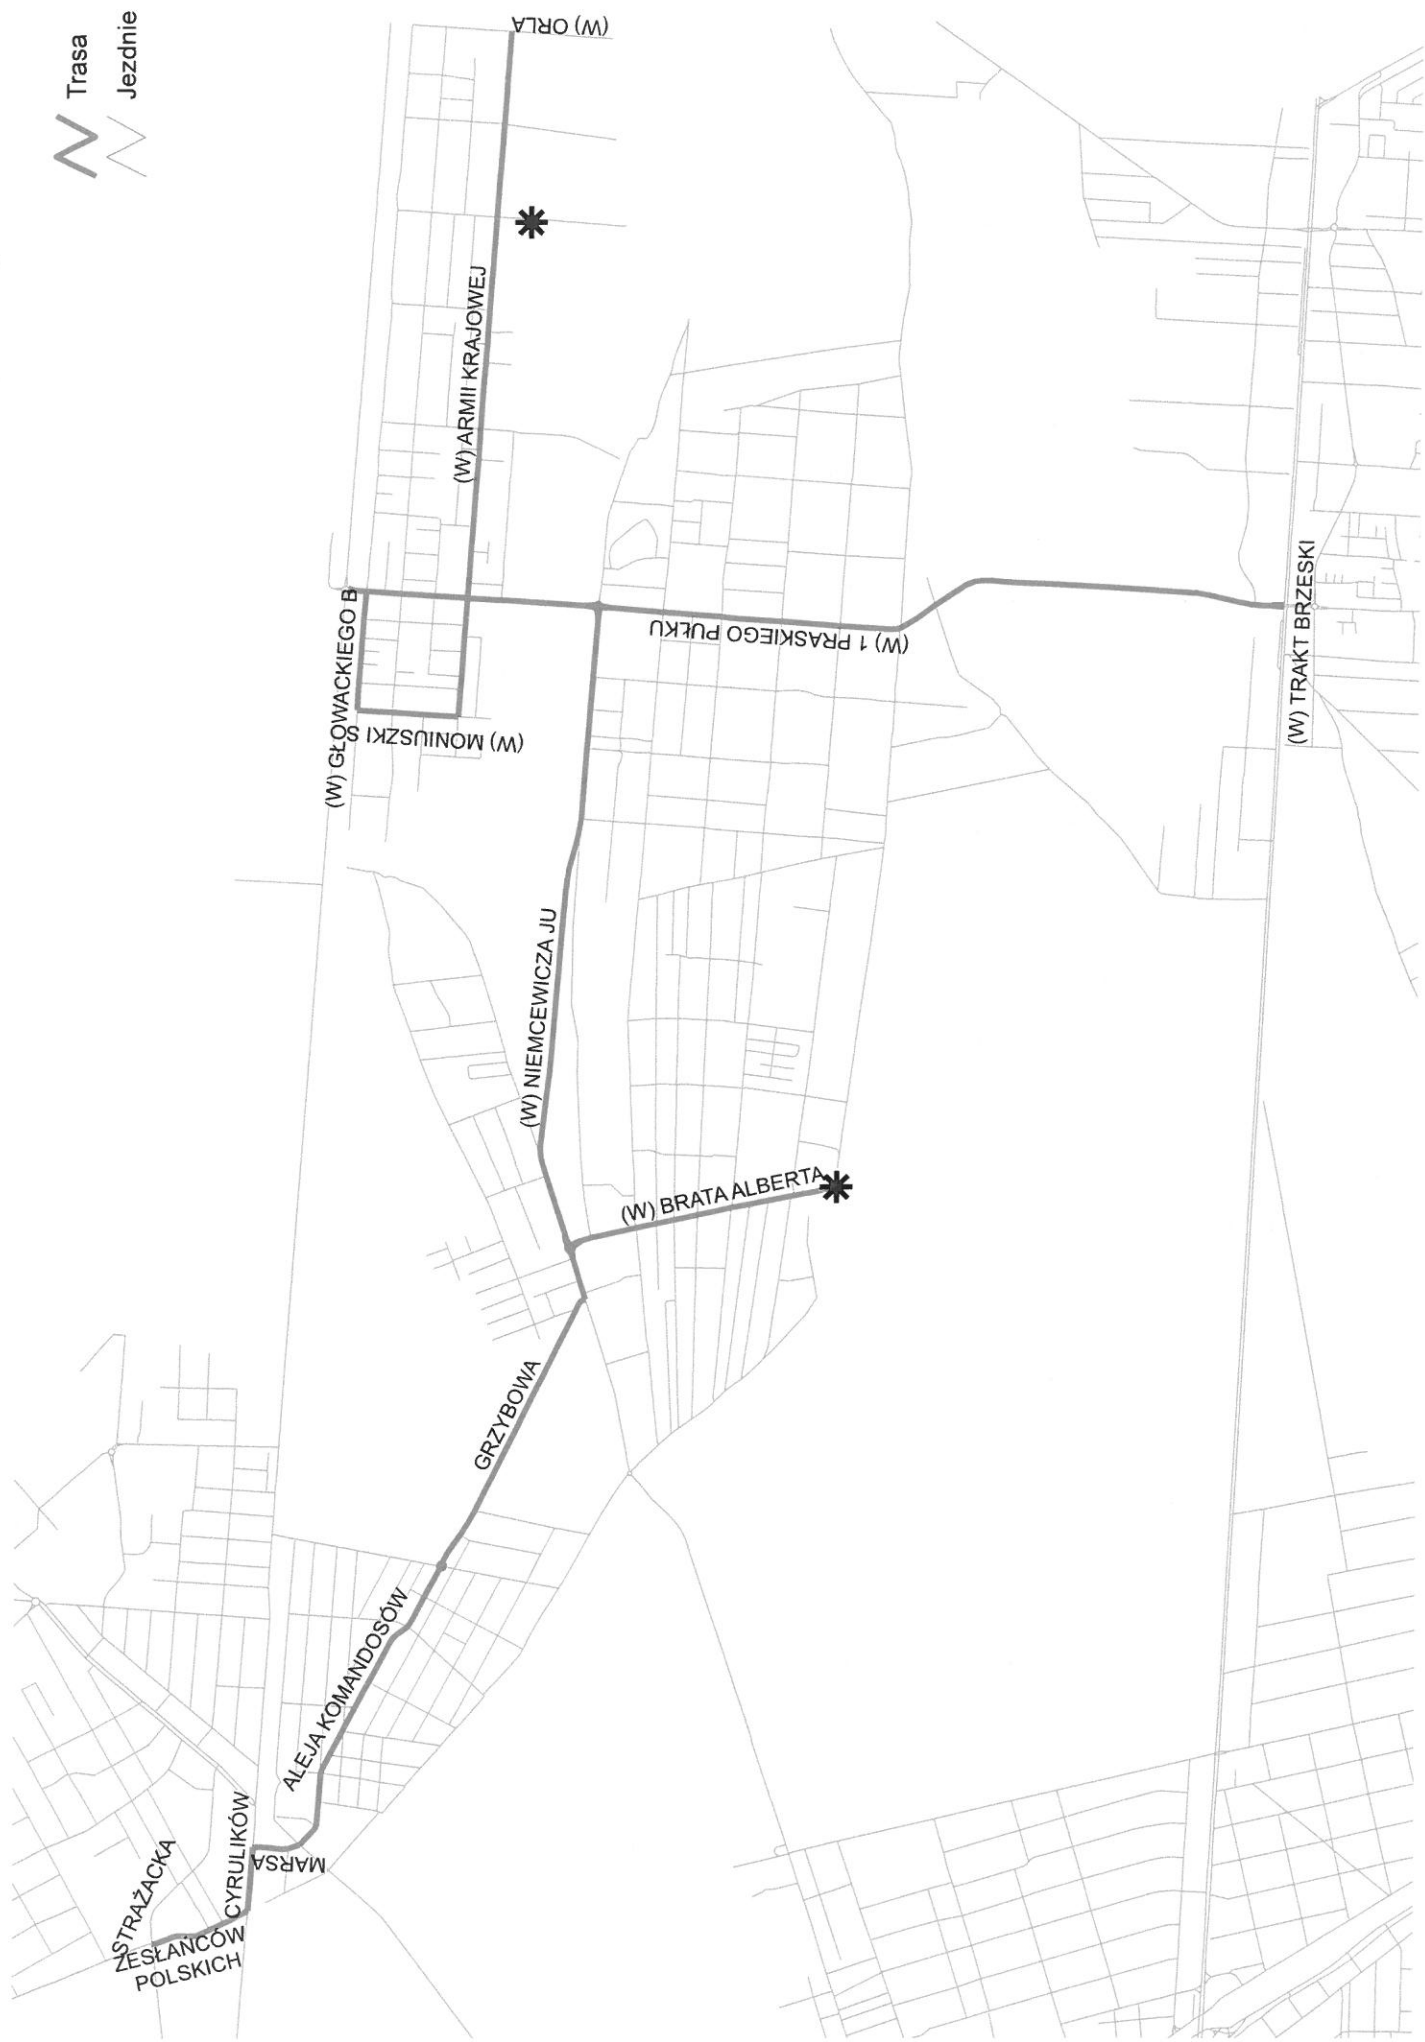 Trasa
Jezdnie
(W) ORLA
(W) ARMII KRAJOWEJ
(W) GŁOWACKIEGO B
(W) MONIUSZKI S
(W) 1 PRASKIEGO PUŁKU
(W) TRAKT BRZESKI
(W) NIEMCEWICZA JU
(W) BRATA ALBERTA
GRZYBOWA
ALEJA KOMANDOSÓW
MARSA
CYRULIKÓW
STRAŻACKA
ZESŁAŃCÓW
POLSKICH